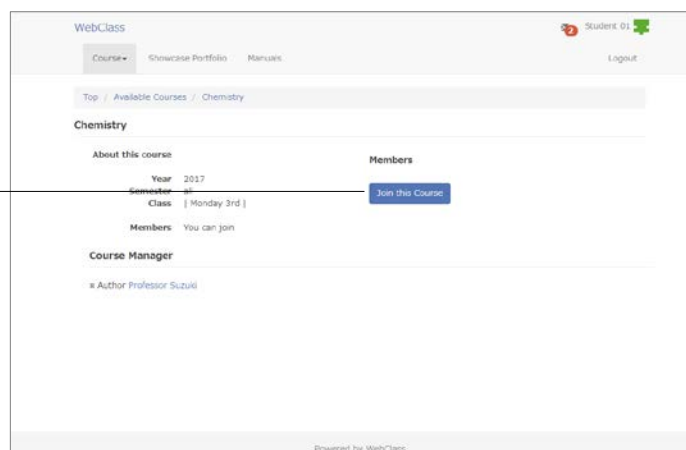 WebClass
2 Student 01
Course Showcase Portfolio Manuals Logout
Top / Available Courses / Chemistry
Chemistry
About this course
Members
Year 2017
Semester all
Join this Course
Class | Monday 3rd |
Members You can join
Course Manager
Author Professor Suzuki
Powered by WebClass